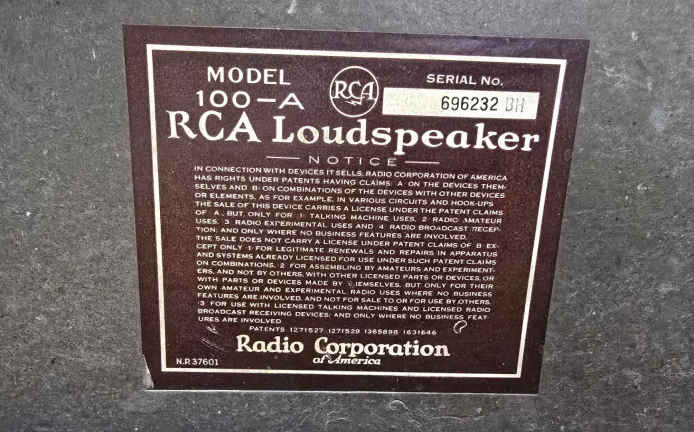 MODEL
100-A
RCA
SERIAL No.
696232 BH
RCA Loudspeaker
NOTICE
IN CONNECTION WITH DEVICES IT SELLS, RADIO CORPORATION OF AMERICA
HAS RIGHTS UNDER PATENTS HAVING CLAIMS: A· ON THE DEVICES THEM-
SELVES AND B· ON COMBINATIONS OF THE DEVICES WITH OTHER DEVICES
OR ELEMENTS, AS FOR EXAMPLE, IN VARIOUS CIRCUITS AND HOOK-UPS
THE SALE OF THIS DEVICE CARRIES A LICENSE UNDER THE PATENT CLAIMS
OF A, BUT ONLY FOR 1· TALKING MACHINE USES, 2· RADIO AMATEUR
USES, 3· RADIO EXPERIMENTAL USES AND 4· RADIO BROADCAST RECEP-
TION; AND ONLY WHERE NO BUSINESS FEATURES ARE INVOLVED.
THE SALE DOES NOT CARRY A LICENSE UNDER PATENT CLAIMS OF B EX-
CEPT ONLY 1· FOR LEGITIMATE RENEWALS AND REPAIRS IN APPARATUS
AND SYSTEMS ALREADY LICENSED FOR USE UNDER SUCH PATENT CLAIMS
ON COMBINATIONS, 2· FOR ASSEMBLING BY AMATEURS AND EXPERIMENT-
ERS, AND NOT BY OTHERS, WITH OTHER LICENSED PARTS OR DEVICES, OR
WITH PARTS OR DEVICES MADE BY THEMSELVES, BUT ONLY FOR THEIR
OWN AMATEUR AND EXPERIMENTAL RADIO USES WHERE NO BUSINESS
FEATURES ARE INVOLVED, AND NOT FOR SALE TO OR FOR USE BY OTHERS,
3· FOR USE WITH LICENSED TALKING MACHINES AND LICENSED RADIO
BROADCAST RECEIVING DEVICES; AND ONLY WHERE NO BUSINESS FEAT-
URES ARE INVOLVED
PATENTS 1271527 1271529 1365898 1631646
Radio Corporation
of America
N.P. 37601